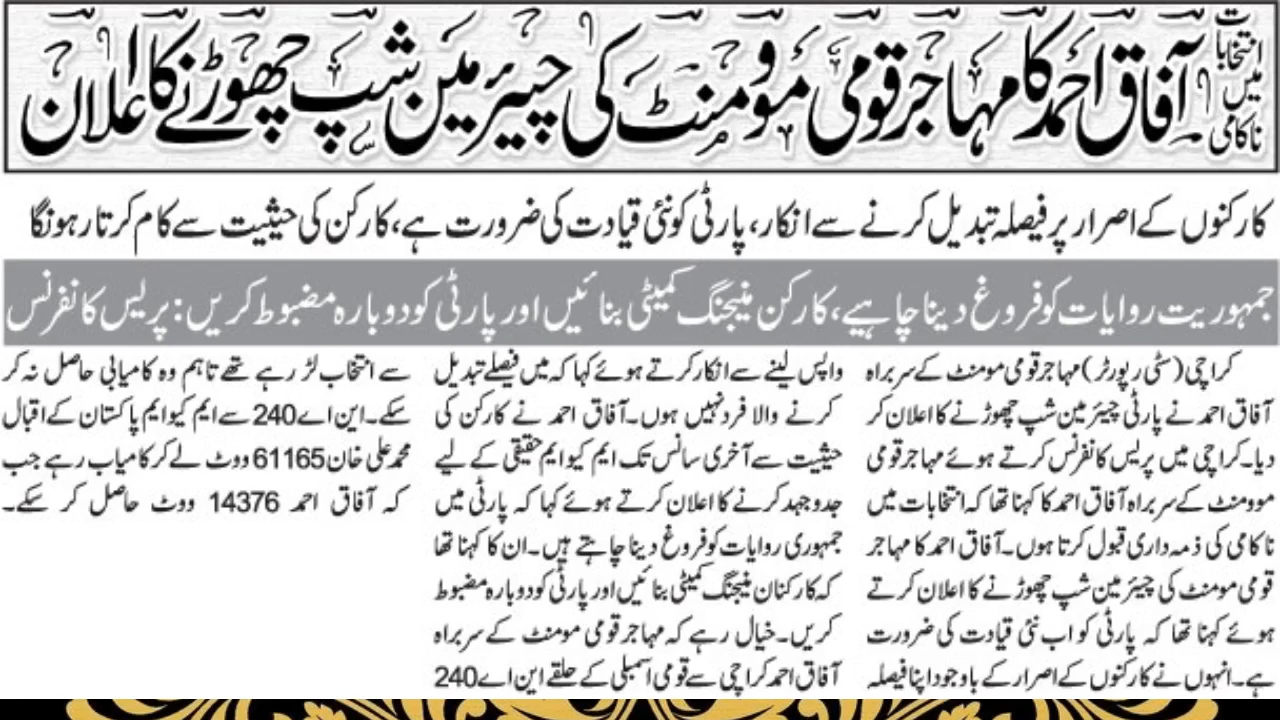 انتخابات
میں
ناکامی
آفاق احمد کا مہاجر قومی موومنٹ کی چیئرمین شپ چھوڑنے کا اعلان
کارکنوں کے اصرار پر فیصلہ تبدیل کرنے سے انکار، پارٹی کو نئی قیادت کی ضرورت ہے، کارکن کی حیثیت سے کام کرتا رہونگا
جمہوریت روایات کو فروغ دینا چاہیے، کارکن منیجنگ کمیٹی بنائیں اور پارٹی کو دوبارہ مضبوط کریں: پریس کانفرنس
کراچی (سٹی رپورٹر) مہاجر قومی مومنٹ کے سربراہ
آفاق احمد نے پارٹی چیئرمین شپ چھوڑنے کا اعلان کر
دیا۔ کراچی میں پریس کانفرنس کرتے ہوئے مہاجر قومی
موومنٹ کے سربراہ آفاق احمد کا کہنا تھا کہ انتخابات میں
ناکامی کی ذمہ داری قبول کرتا ہوں۔ آفاق احمد کا مہاجر
قومی مومنٹ کی چیئرمین شپ چھوڑنے کا اعلان کرتے
ہوئے کہنا تھا کہ پارٹی کو اب نئی قیادت کی ضرورت
ہے۔ انہوں نے کارکنوں کے اصرار کے باوجود اپنا فیصلہ
واپس لینے سے انکار کرتے ہوئے کہا کہ میں فیصلے تبدیل
کرنے والا فرد نہیں ہوں۔ آفاق احمد نے کارکن کی
حیثیت سے آخری سانس تک ایم کیو ایم حقیقی کے لیے
جدوجہد کرنے کا اعلان کرتے ہوئے کہا کہ پارٹی میں
جمہوری روایات کو فروغ دینا چاہتے ہیں۔ ان کا کہنا تھا
کہ کارکنان منیجنگ کمیٹی بنائیں اور پارٹی کو دوبارہ مضبوط
کریں۔ خیال رہے کہ مہاجر قومی مومنٹ کے سربراہ
آفاق احمد کراچی سے قومی اسمبلی کے حلقے این اے 240
سے انتخاب لڑ رہے تھے تاہم وہ کامیابی حاصل نہ کر
سکے۔ این اے 240 سے ایم کیو ایم پاکستان کے اقبال
محمد علی خان 61165 ووٹ لے کر کامیاب رہے جب
کہ آفاق احمد 14376 ووٹ حاصل کر سکے۔